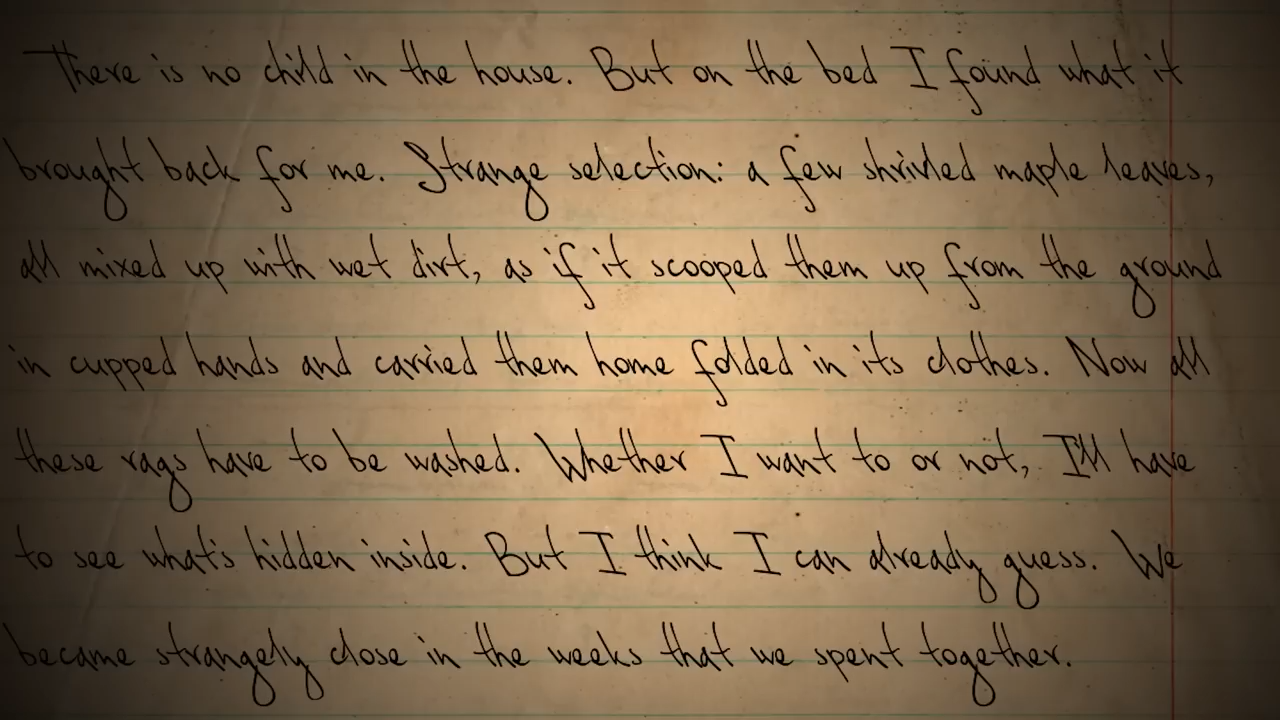 There is no child in the house. But on the bed I found what it
brought back for me. Strange selection: a few shrivled maple leaves,
all mixed up with wet dirt, as if it scooped them up from the ground
in cupped hands and carried them home folded in its clothes. Now all
these rags have to be washed. Whether I want to or not, I'll have
to see what's hidden inside. But I think I can already guess. We
became strangely close in the weeks that we spent together.